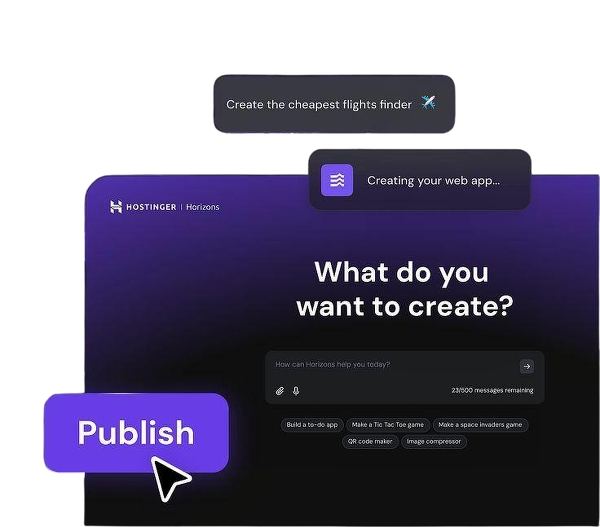 Create the cheapest flights finder
Creating your web app...
HOSTINGER | Horizons
What do you
want to create?
How can Horizons help you today?
23/500 messages remaining
Build a to-do app
Make a Tic Tac Toe game
Make a space invaders game
QR code maker
Image compressor
Publish